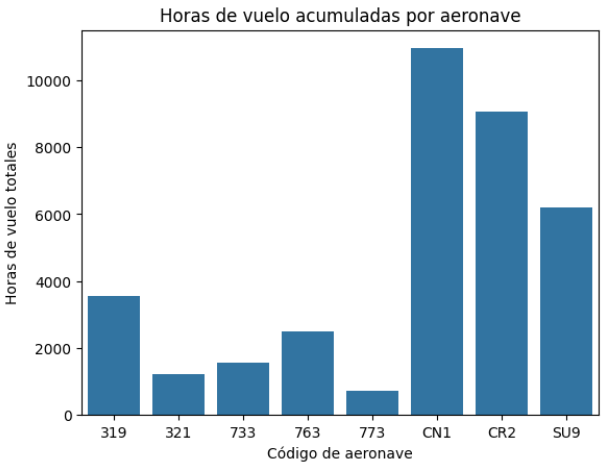 Horas de vuelo acumuladas por aeronave
Horas de vuelo totales
10000
8000
6000
4000
2000
0
319 321 733 763 773 CN1 CR2 SU9
Código de aeronave